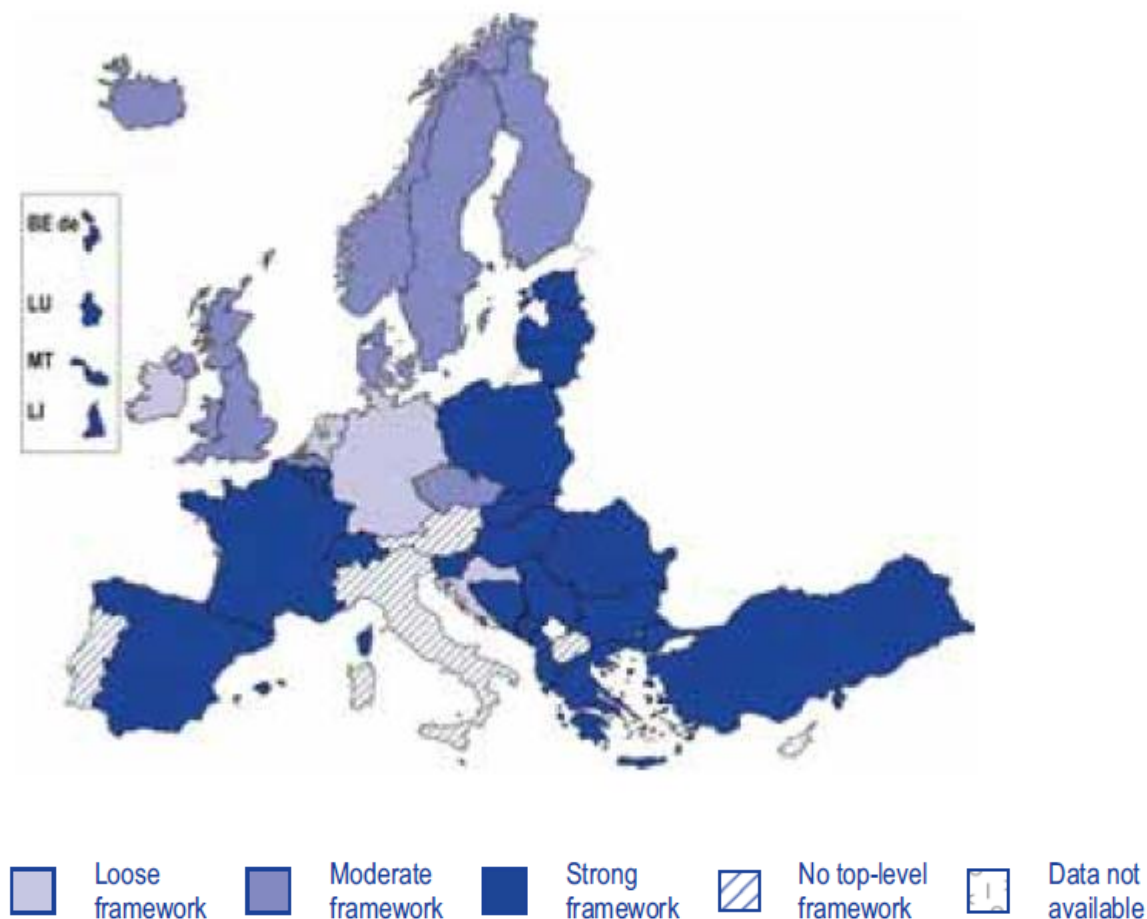 BE de
LU
MT
LI
Loose
framework
Moderate
framework
Strong
framework
No top-level
framework
Data not
available